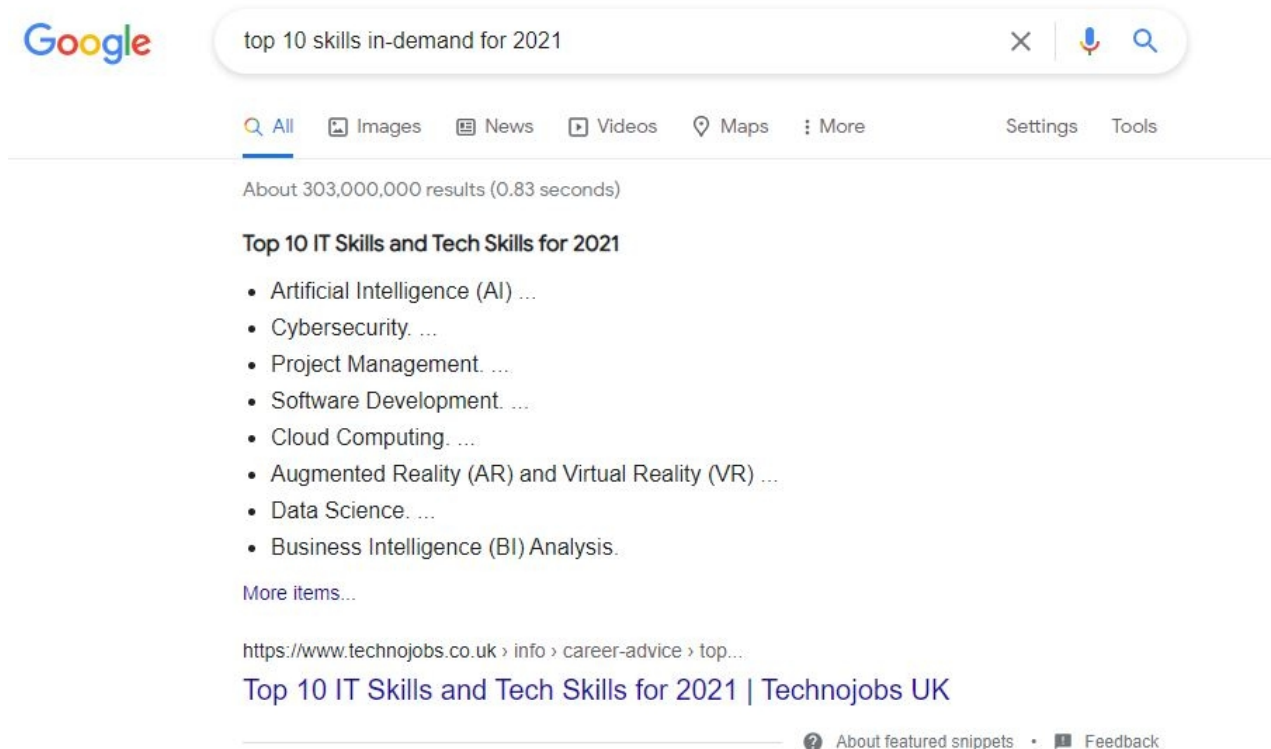 Google
top 10 skills in-demand for 2021
All Images News Videos Maps More Settings Tools
About 303,000,000 results (0.83 seconds)
Top 10 IT Skills and Tech Skills for 2021
• Artificial Intelligence (AI) ...
• Cybersecurity. ...
• Project Management. ...
• Software Development. ...
• Cloud Computing. ...
• Augmented Reality (AR) and Virtual Reality (VR) ...
• Data Science. ...
• Business Intelligence (BI) Analysis.
More items...
https://www.technojobs.co.uk › info › career-advice › top...
Top 10 IT Skills and Tech Skills for 2021 | Technojobs UK
About featured snippets • Feedback